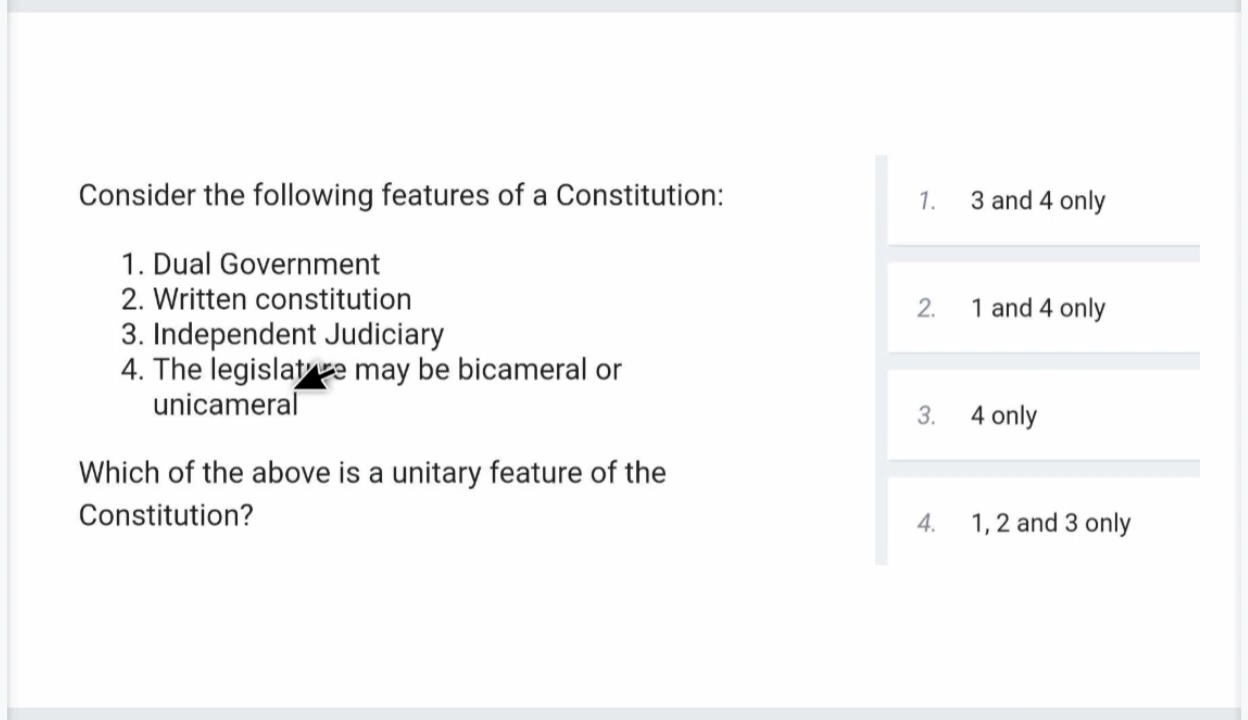 Consider the following features of a Constitution:
1. Dual Government
2. Written constitution
3. Independent Judiciary
4. The legislature may be bicameral or
unicameral
Which of the above is a unitary feature of the
Constitution?
1. 3 and 4 only
2. 1 and 4 only
3. 4 only
4. 1, 2 and 3 only